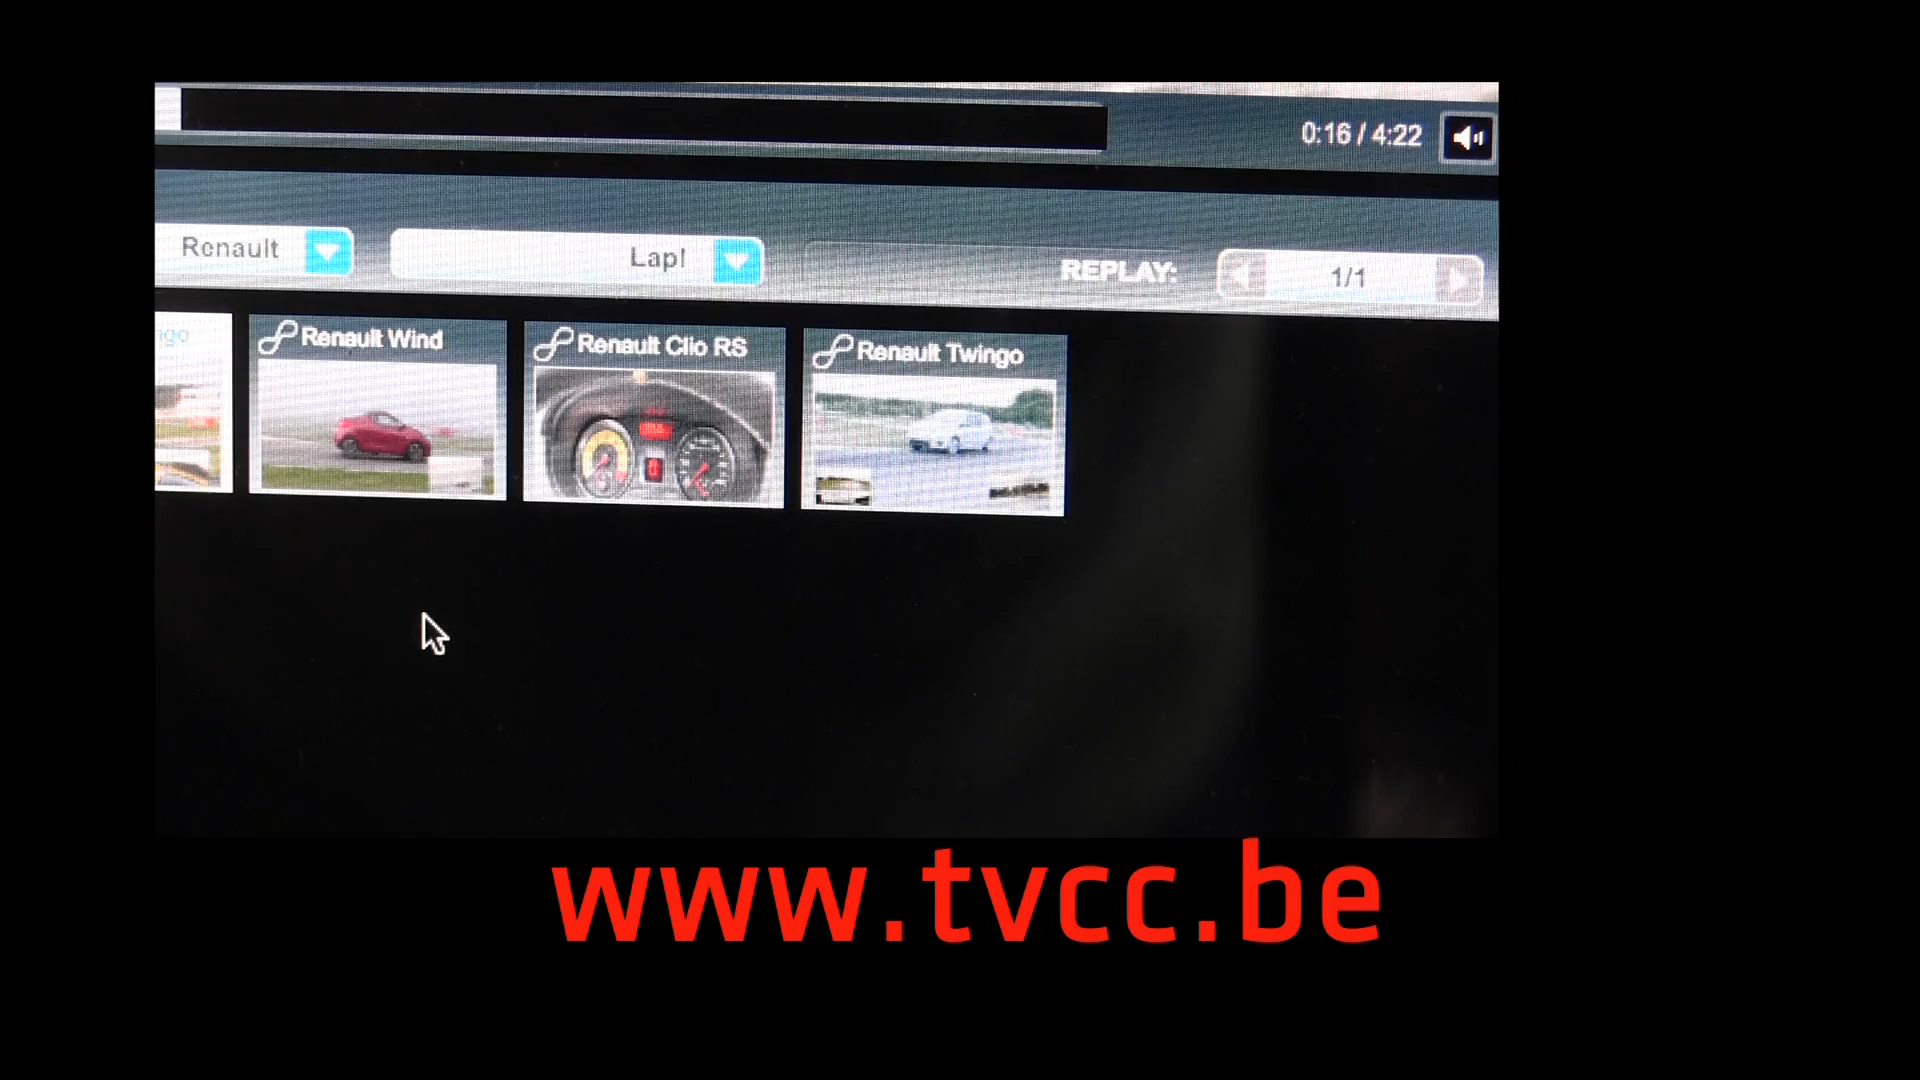 0:16 / 4:22
Renault
Lap!
REPLAY:
1/1
ngo
Renault Wind
Renault Clio RS
Renault Twingo
www.tvcc.be